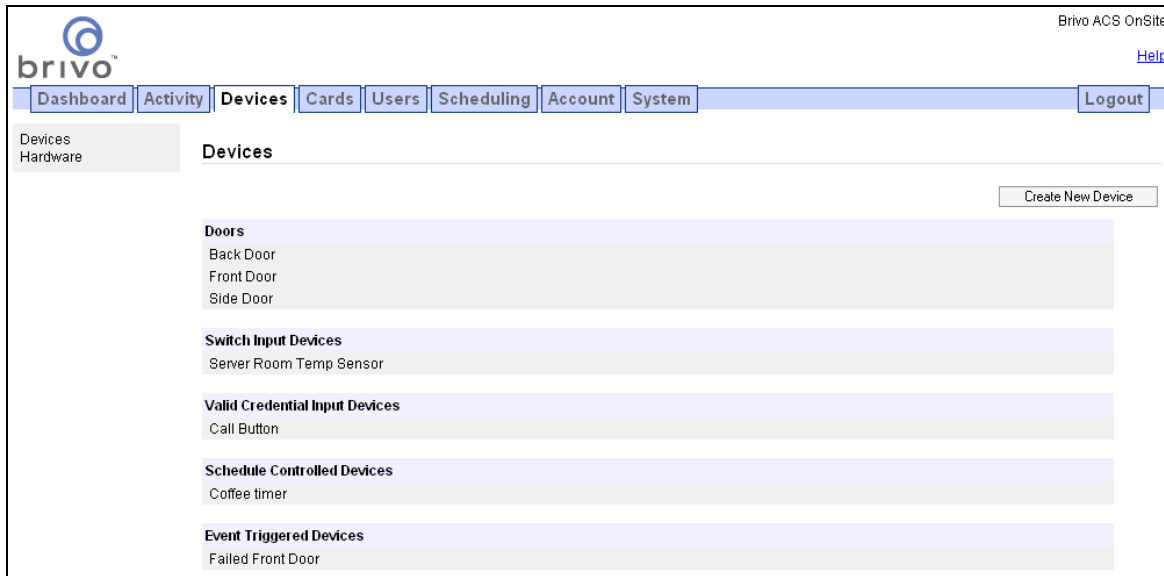 Brivo ACS OnSite
Help
brivo™
Dashboard Activity Devices Cards Users Scheduling Account System Logout
Devices
Hardware
Devices
Create New Device
Doors
Back Door
Front Door
Side Door
Switch Input Devices
Server Room Temp Sensor
Valid Credential Input Devices
Call Button
Schedule Controlled Devices
Coffee timer
Event Triggered Devices
Failed Front Door